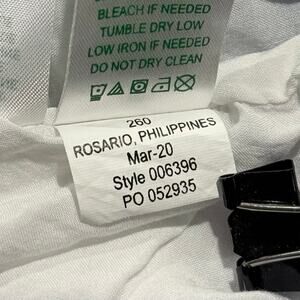 BLEACH IF NEEDED
TUMBLE DRY LOW
LOW IRON IF NEEDED
DO NOT DRY CLEAN
260
ROSARIO, PHILIPPINES
Mar-20
Style 006396
PO 052935